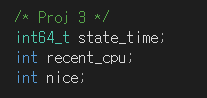 /* Proj 3 */
int64_t state_time;
int recent_cpu;
int nice;